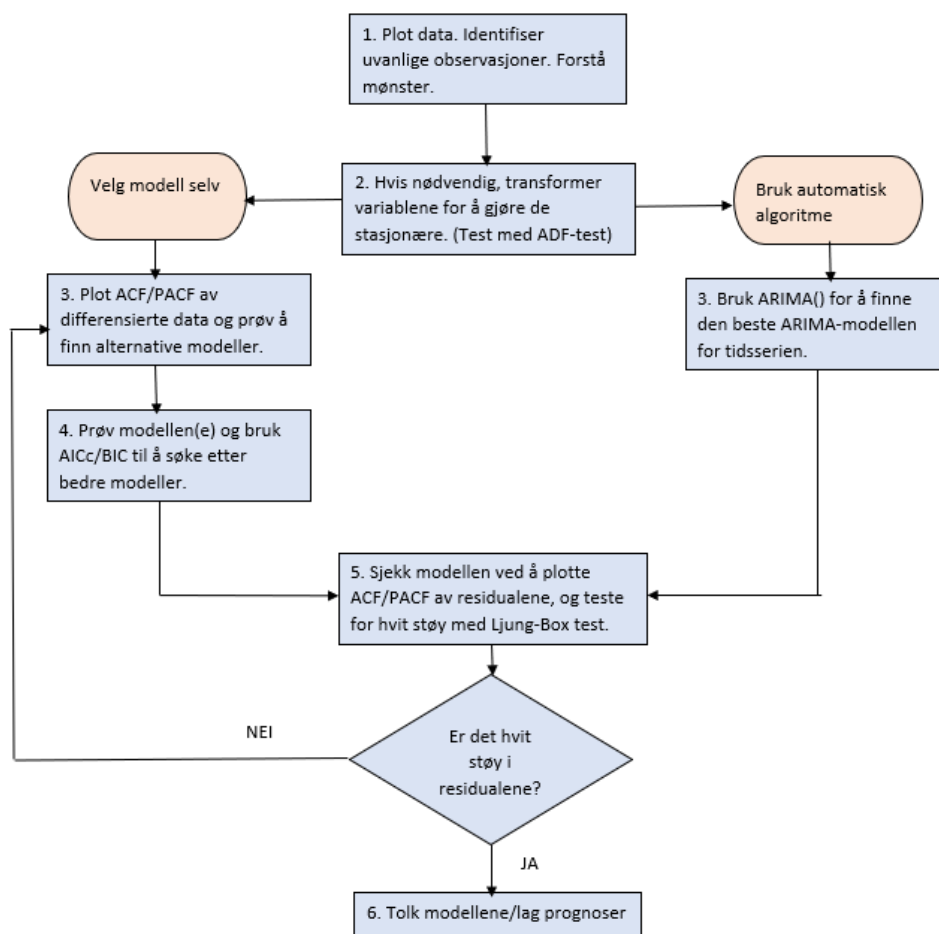 1. Plot data. Identifiser
uvanlige observasjoner. Forstå
mønster.
Velg modell selv
2. Hvis nødvendig, transformer
variablene for å gjøre de
stasjonære. (Test med ADF-test)
Bruk automatisk
algoritme
3. Plot ACF/PACF av
differensierte data og prøv å
finn alternative modeller.
3. Bruk ARIMA() for å finne
den beste ARIMA-modellen
for tidsserien.
4. Prøv modellen(e) og bruk
AICc/BIC til å søke etter
bedre modeller.
5. Sjekk modellen ved å plotte
ACF/PACF av residualene, og teste
for hvit støy med Ljung-Box test.
NEI
Er det hvit
støy i
residualene?
JA
6. Tolk modellene/lag prognoser